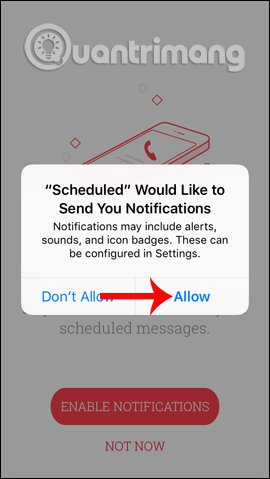 Quantrimang
"Scheduled" Would Like to
Send You Notifications
Notifications may include alerts,
sounds, and icon badges. These can
be configured in Settings.
Don't Allow
Allow
scheduled messages.
ENABLE NOTIFICATIONS
NOT NOW